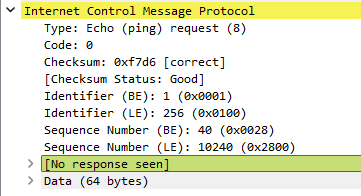 Internet Control Message Protocol
Type: Echo (ping) request (8)
Code: 0
Checksum: 0xf7d6 [correct]
[Checksum Status: Good]
Identifier (BE): 1 (0x0001)
Identifier (LE): 256 (0x0100)
Sequence Number (BE): 40 (0x0028)
Sequence Number (LE): 10240 (0x2800)
[No response seen]
Data (64 bytes)